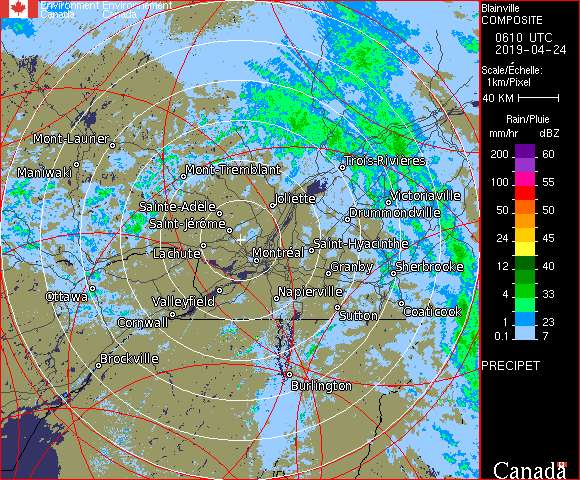 Environment Environnement
Canada Canada
Blainville
COMPOSITE
0610 UTC
2019-04-24
Scale/Échelle:
1km/Pixel
40 KM
Rain/Pluie
mm/hr dBZ
200 60
100 55
50 50
24 45
12 40
4 33
1 23
0.1 7
PRECIPET
Canada
Mont-Laurier
Maniwaki
Mont-Tremblant
Trois-Rivières
Sainte-Adele
Joliette
Victoriaville
Saint-Jérome
Drummondville
Lachute
Montréal
Saint-Hyacinthe
Granby
Sherbrooke
Ottawa
Valleyfield
Napierville
Cornwall
Sutton
Coaticook
Brockville
Burlington